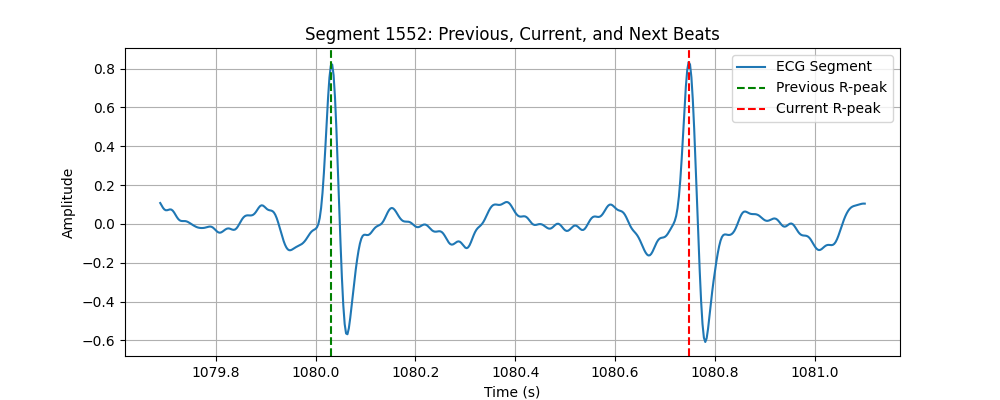 Segment 1552: Previous, Current, and Next Beats
ECG Segment
Previous R-peak
Current R-peak
0.8
0.6
0.4
0.2
0.0
−0.2
−0.4
−0.6
Amplitude
1079.8 1080.0 1080.2 1080.4 1080.6 1080.8 1081.0
Time (s)